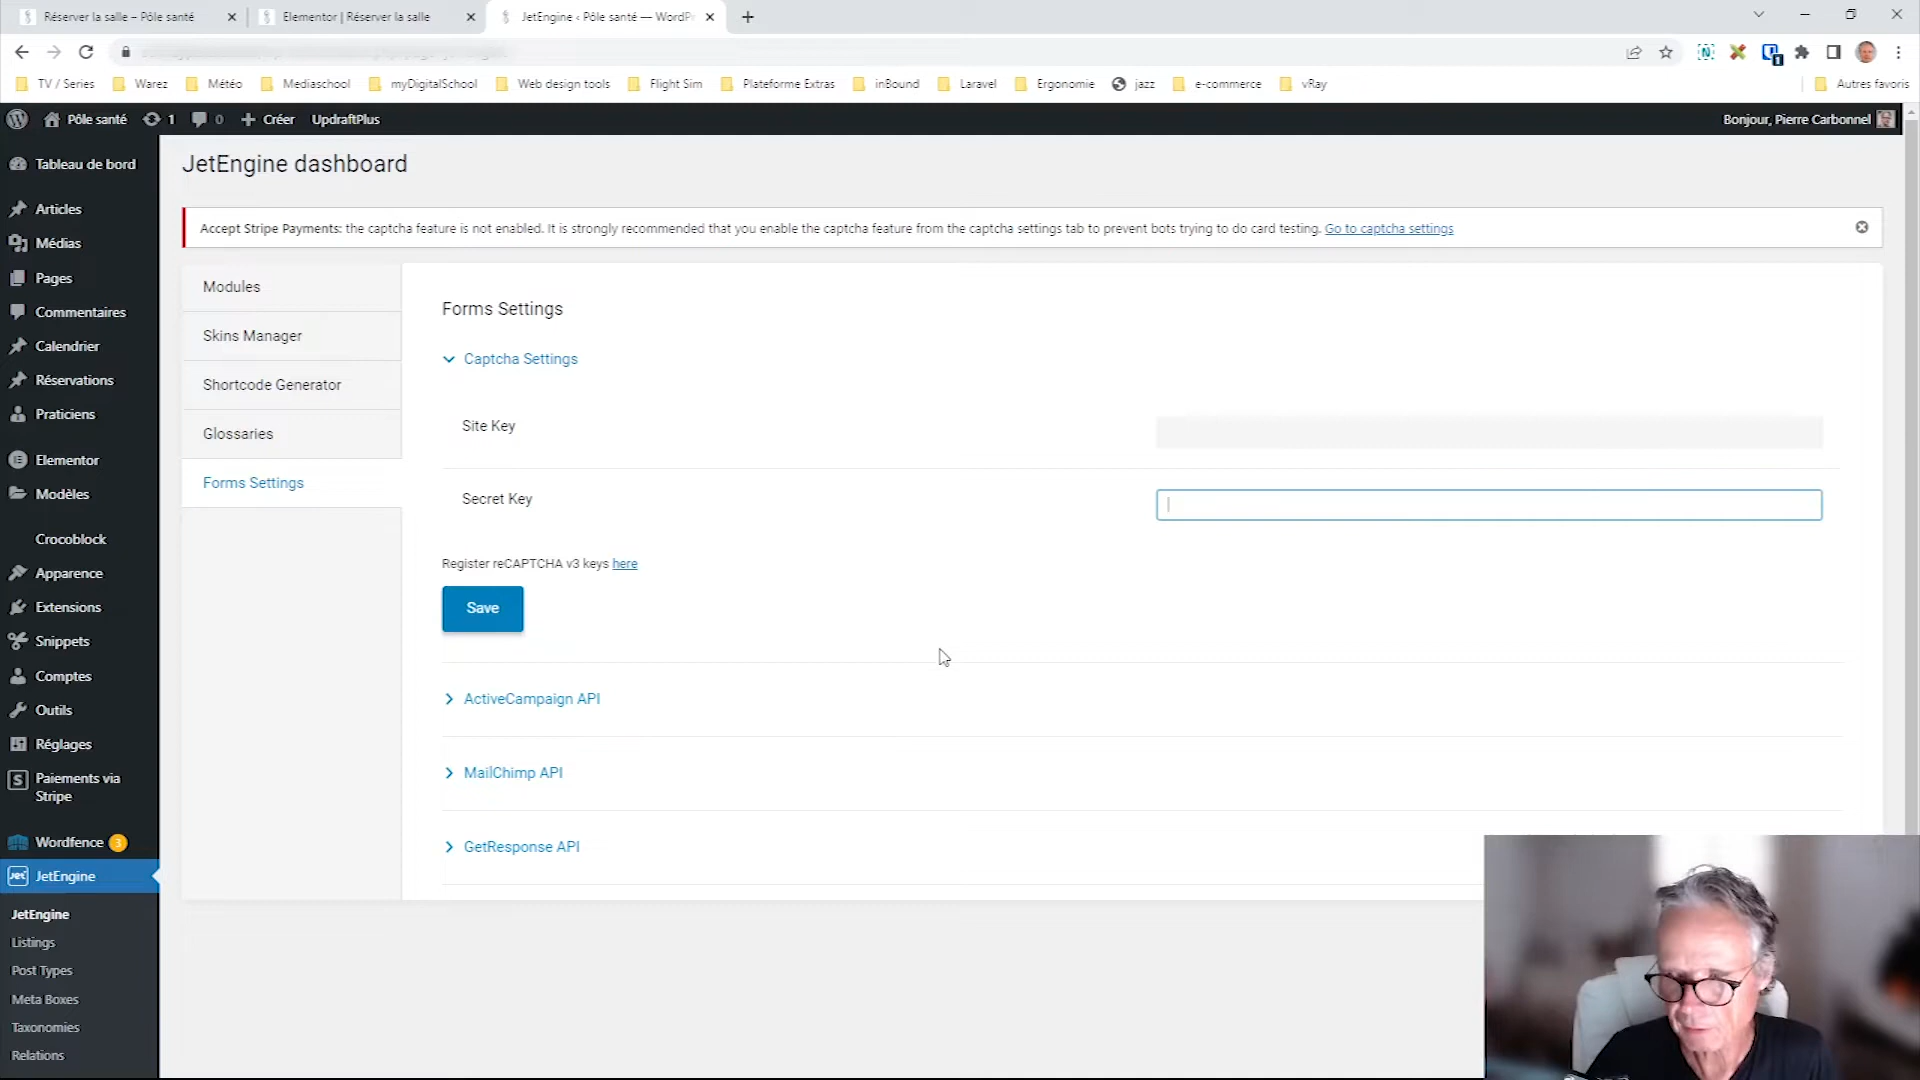 Réserver la salle – Pôle santé
Elementor | Réserver la salle
JetEngine ‹ Pôle santé — WordPr
TV / Series
Warez
Météo
Mediaschool
myDigitalSchool
Web design tools
Flight Sim
Plateforme Extras
inBound
Laravel
Ergonomie
jazz
e-commerce
vRay
Autres favoris
Pôle santé
1
0
Créer
UpdraftPlus
Bonjour, Pierre Carbonnel
Tableau de bord
Articles
Médias
Pages
Commentaires
Calendrier
Réservations
Praticiens
Elementor
Modèles
Crocoblock
Apparence
Extensions
Snippets
Comptes
Outils
Réglages
Paiements via
Stripe
Wordfence 3
JetEngine
JetEngine
Listings
Post Types
Meta Boxes
Taxonomies
Relations
JetEngine dashboard
Accept Stripe Payments: the captcha feature is not enabled. It is strongly recommended that you enable the captcha feature from the captcha settings tab to prevent bots trying to do card testing. Go to captcha settings
Modules
Skins Manager
Shortcode Generator
Glossaries
Forms Settings
Forms Settings
Captcha Settings
Site Key
Secret Key
Register reCAPTCHA v3 keys here
Save
ActiveCampaign API
MailChimp API
GetResponse API